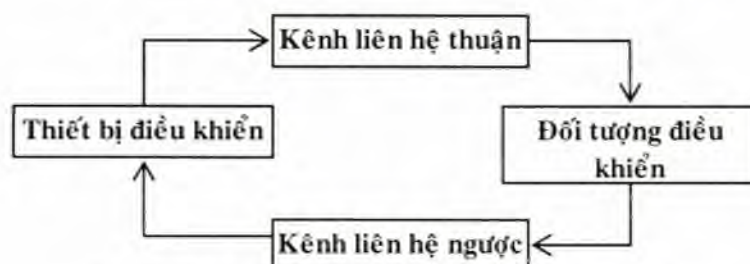 Kênh liên hệ thuận
Thiết bị điều khiển
Đối tượng điều
khiển
Kênh liên hệ ngược